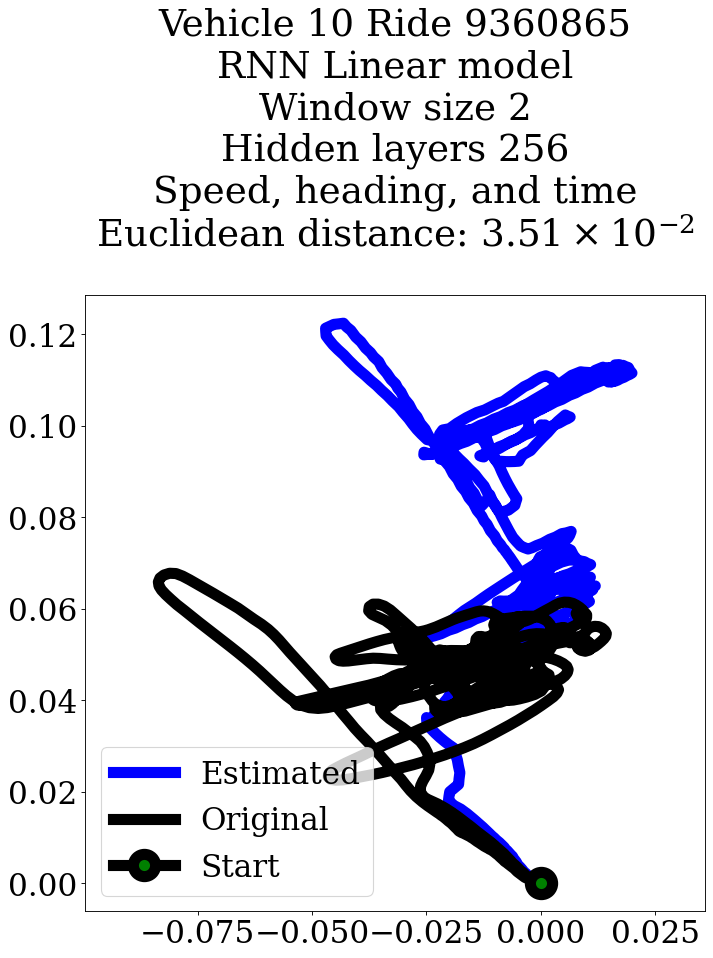 Vehicle 10 Ride 9360865
RNN Linear model
Window size 2
Hidden layers 256
Speed, heading, and time
Euclidean distance: 3.51 × 10⁻²
0.12
0.10
0.08
0.06
0.04
0.02
0.00
Estimated
Original
Start
−0.075 −0.050 −0.025 0.000 0.025